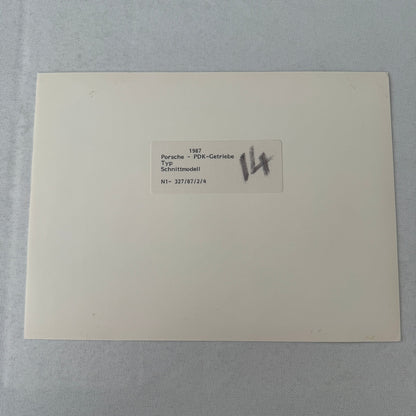 1987
Porsche - PDK-Getriebe
Typ
Schnittmodell
N1- 327/87/2/4
14